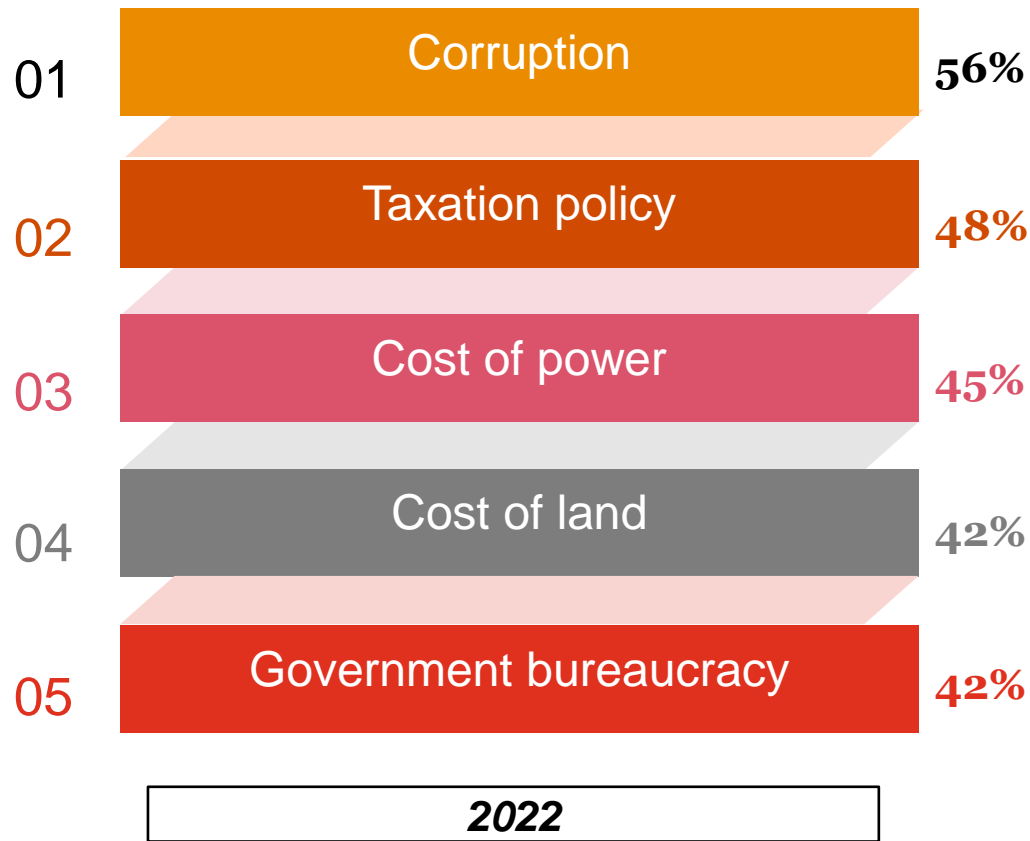 01 Corruption 56%
02 Taxation policy 48%
03 Cost of power 45%
04 Cost of land 42%
05 Government bureaucracy 42%
2022